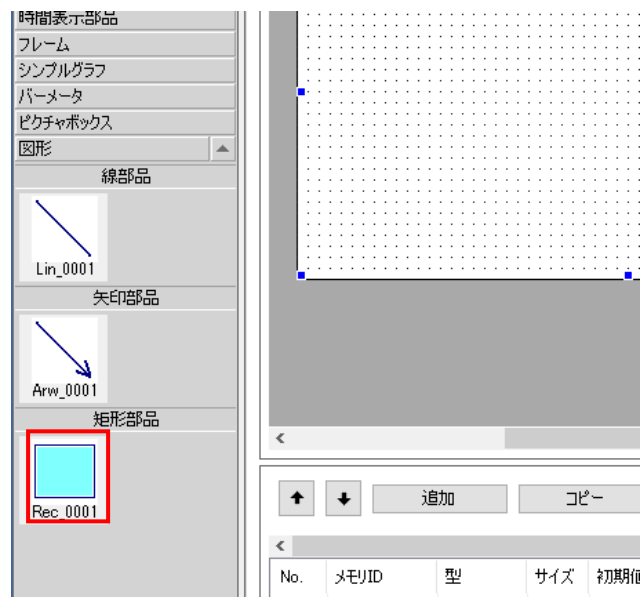 時間表示部品
フレーム
シンプルグラフ
バーメータ
ピクチャボックス
図形
線部品
Lin_0001
矢印部品
Arw_0001
矩形部品
Rec_0001
追加 コピー
No. メモリID 型 サイズ 初期値